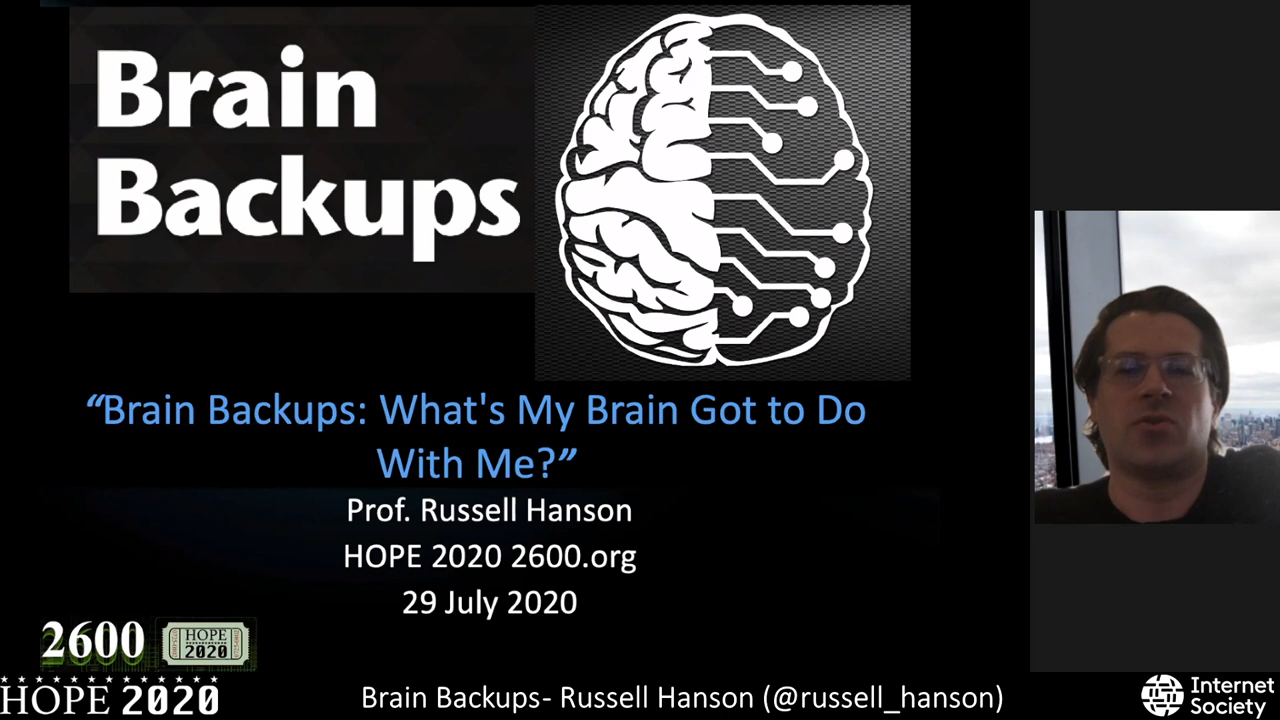 Brain
Backups
“Brain Backups: What's My Brain Got to Do
With Me?”
Prof. Russell Hanson
HOPE 2020 2600.org
29 July 2020
2600
HOPE
2020
HOPE 2020
Brain Backups- Russell Hanson (@russell_hanson)
Internet
Society